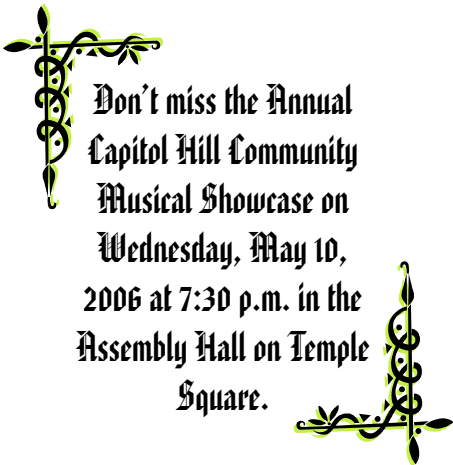 Don't miss the Annual
Capitol Hill Community
Musical Showcase on
Wednesday, May 10,
2006 at 7:30 p.m. in the
Assembly Hall on Temple
Square.